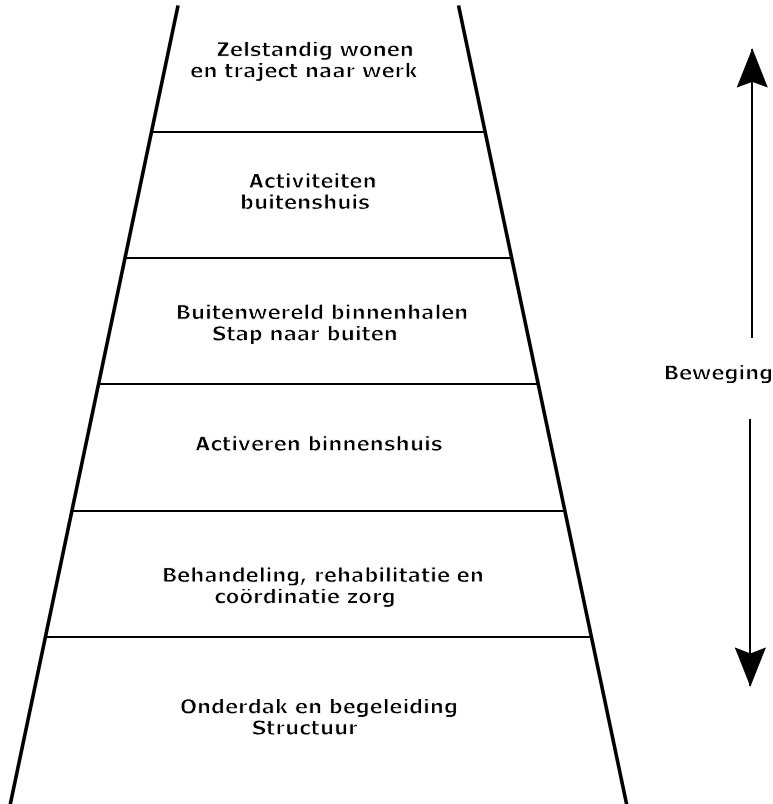 Zelstandig wonen
en traject naar werk
Activiteiten
buitenshuis
Buitenwereld binnenhalen
Stap naar buiten
Beweging
Activeren binnenshuis
Behandeling, rehabilitatie en
coördinatie zorg
Onderdak en begeleiding
Structuur